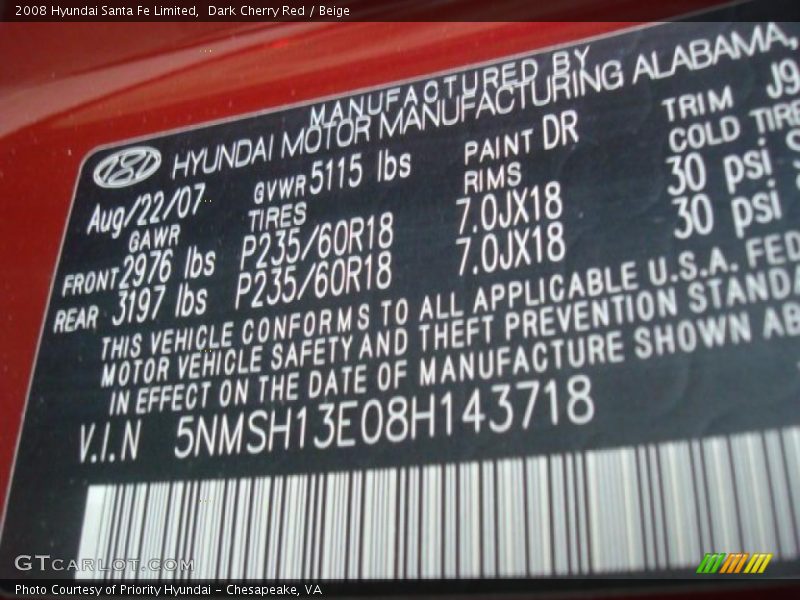 2008 Hyundai Santa Fe Limited, Dark Cherry Red / Beige
MANUFACTURED BY
HYUNDAI MOTOR MANUFACTURING ALABAMA,
Aug/22/07 GVWR 5115 lbs PAINT DR TRIM J9
GAWR TIRES RIMS COLD TIRE
FRONT 2976 lbs P235/60R18 7.0JX18 30 psi
REAR 3197 lbs P235/60R18 7.0JX18 30 psi
THIS VEHICLE CONFORMS TO ALL APPLICABLE U.S.A. FED
MOTOR VEHICLE SAFETY AND THEFT PREVENTION STANDA
IN EFFECT ON THE DATE OF MANUFACTURE SHOWN AB
V.I.N 5NMSH13E08H143718
GTCARLOT.COM
Photo Courtesy of Priority Hyundai - Chesapeake, VA